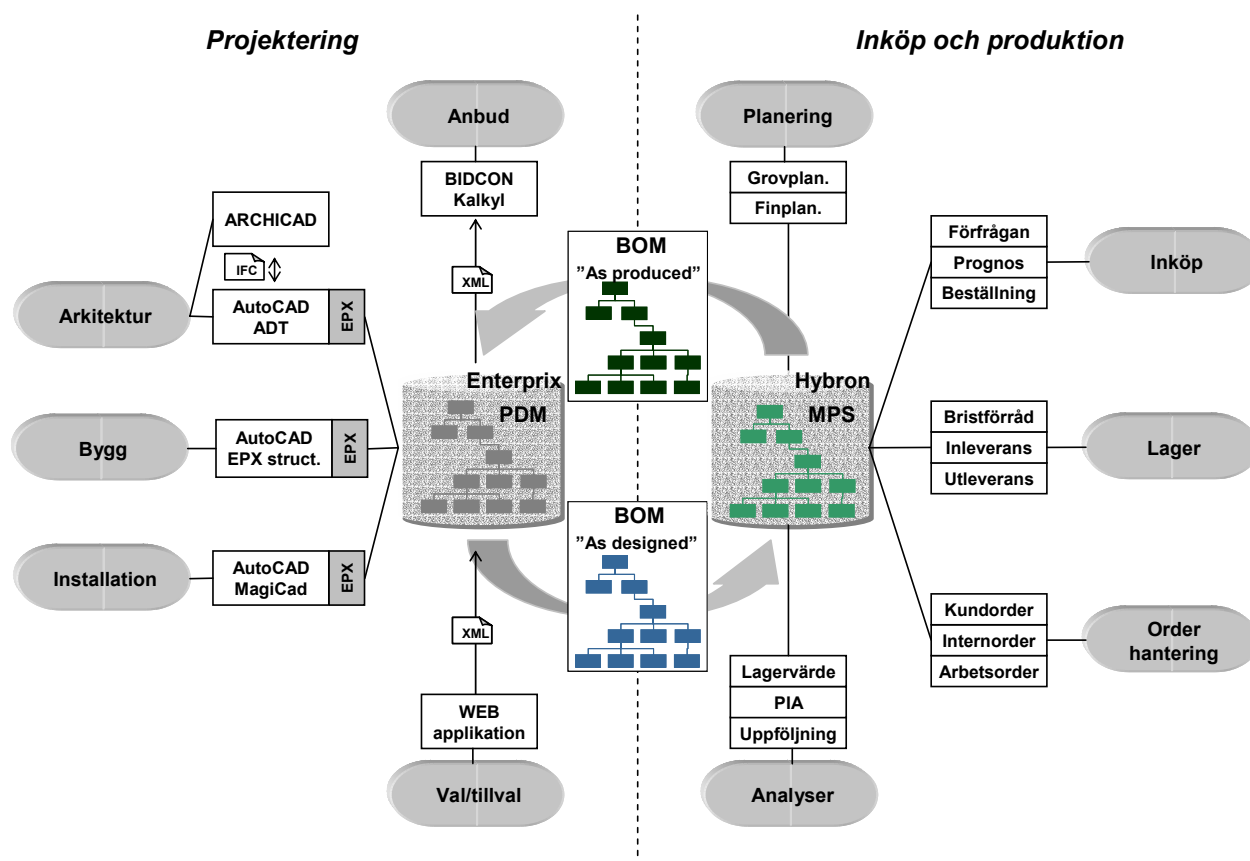 Projektering
Inköp och produktion
Anbud
Planering
BIDCON
Kalkyl
Grovplan.
Finplan.
ARCHICAD
IFC
XML
AutoCAD
ADT
EPX
Arkitektur
BOM
”As produced”
Förfrågan
Prognos
Beställning
Inköp
Enterprix
PDM
Hybron
MPS
Bygg
AutoCAD
EPX struct.
EPX
Bristförråd
Inleverans
Utleverans
Lager
BOM
”As designed”
Installation
AutoCAD
MagiCad
EPX
XML
Kundorder
Internorder
Arbetsorder
Order
hantering
WEB
applikation
Lagervärde
PIA
Uppföljning
Val/tillval
Analyser